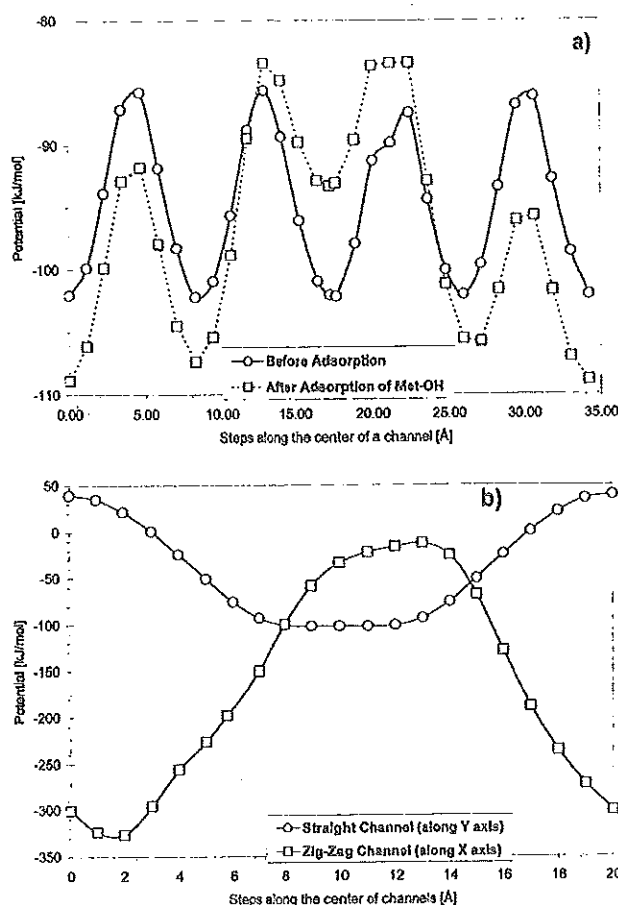 -80
a)
-90
Potential [kJ/mol]
-100
Before Adsorption
After Adsorption of Met-OH
-110
0.00 5.00 10.00 15.00 20.00 25.00 30.00 35.00
Steps along the center of a channel [Å]
50
b)
0
-50
-100
Potential [kJ/mol]
-150
-200
-250
-300
Straight Channel (along Y axis)
Zig-Zag Channel (along X axis)
-350
0 2 4 6 8 10 12 14 16 18 20
Steps along the center of channels [Å]